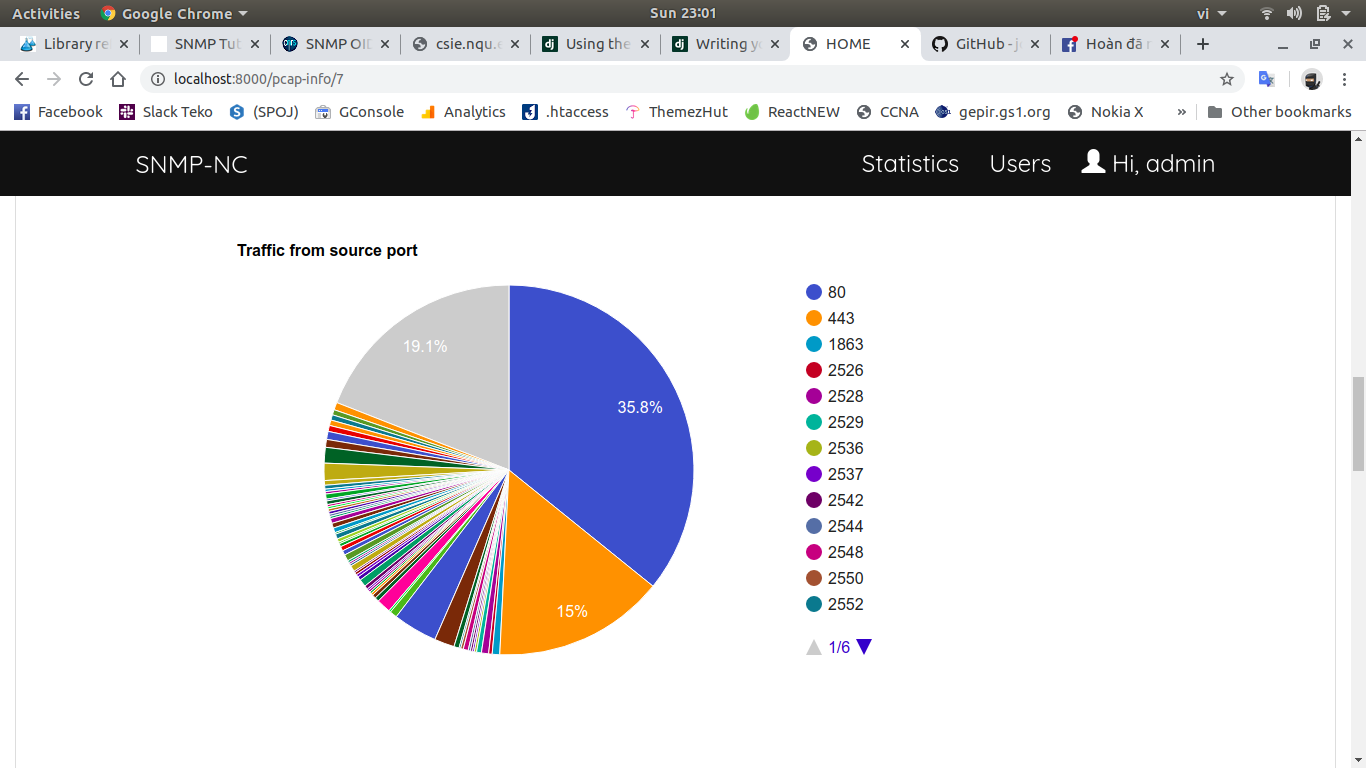 Activities Google Chrome Sun 23:01 vi
Library re SNMP Tut SNMP OID csie.nqu.e Using the Writing yo HOME GitHub - j Hoàn đã r
localhost:8000/pcap-info/7
Facebook Slack Teko (SPOJ) GConsole Analytics .htaccess ThemezHut ReactNEW CCNA gepir.gs1.org Nokia X » Other bookmarks
SNMP-NC Statistics Users Hi, admin
Traffic from source port
19.1%
35.8%
15%
80
443
1863
2526
2528
2529
2536
2537
2542
2544
2548
2550
2552
1/6